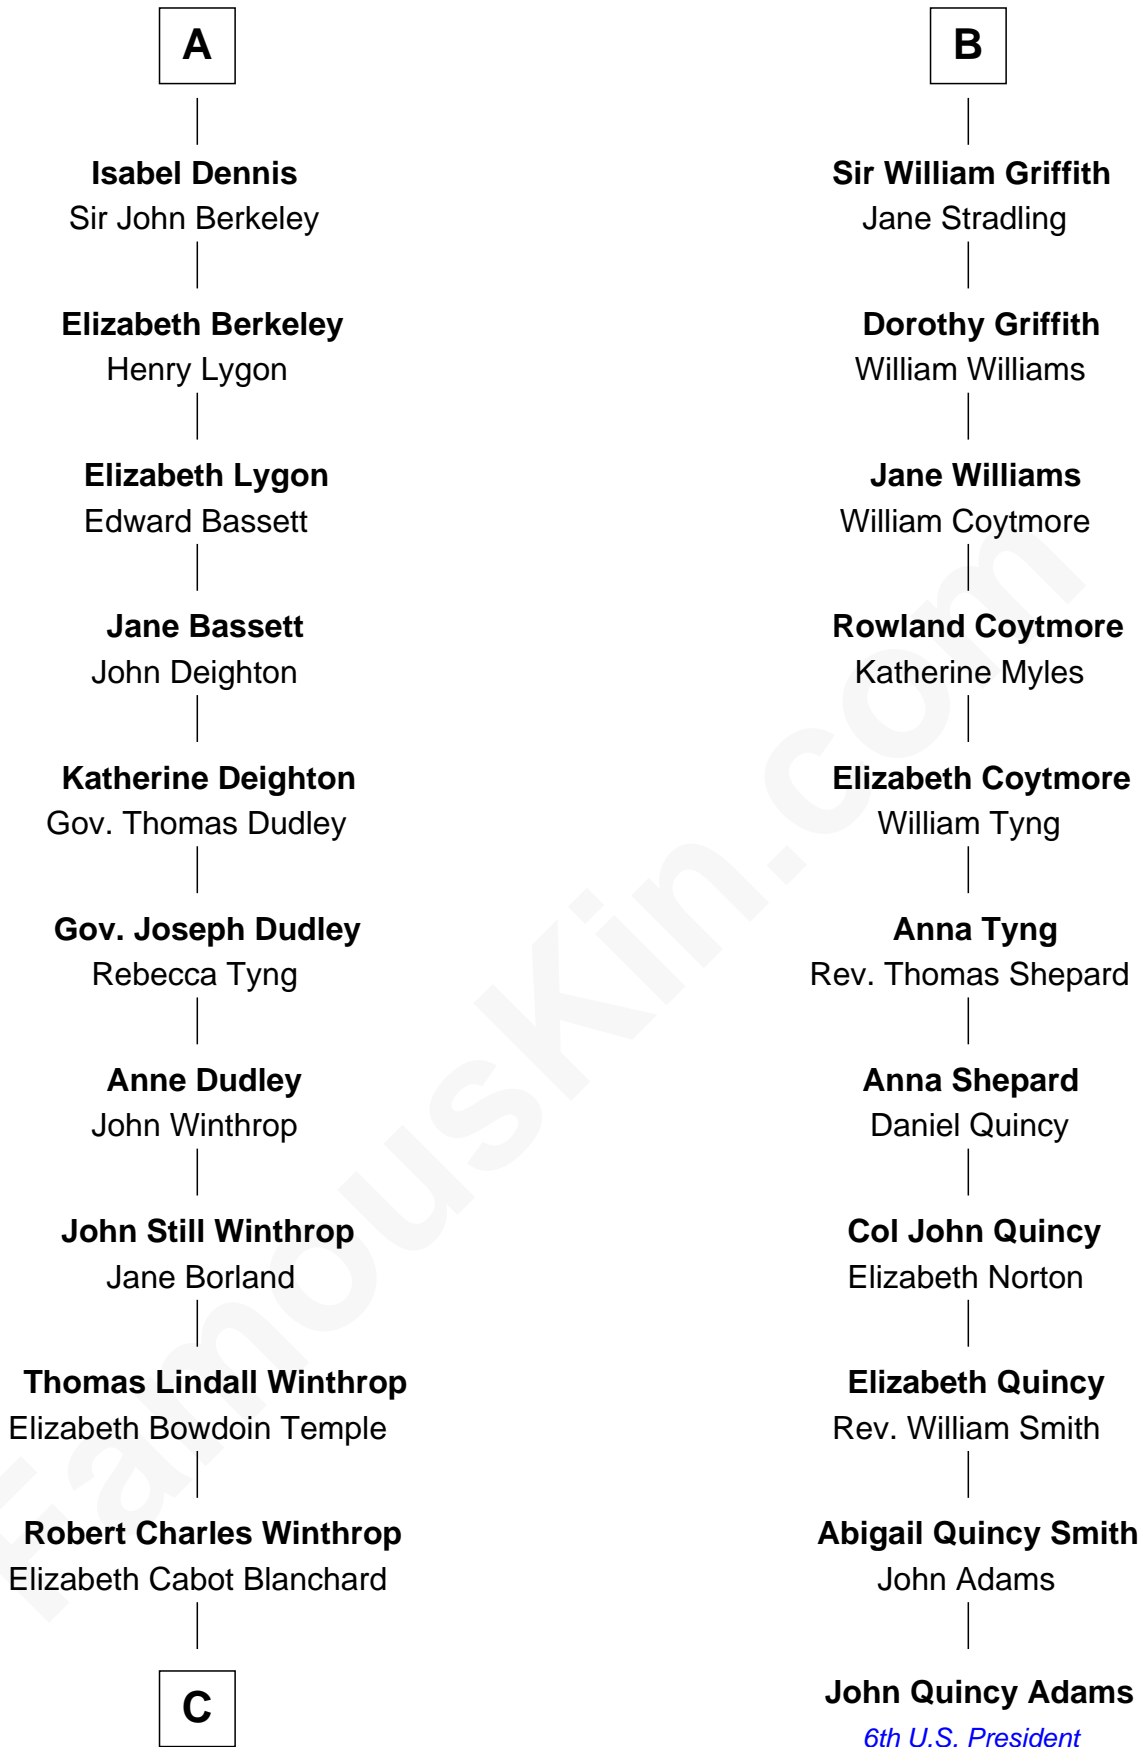 A
Isabel Dennis
Sir John Berkeley
Elizabeth Berkeley
Henry Lygon
Elizabeth Lygon
Edward Bassett
Jane Bassett
John Deighton
Katherine Deighton
Gov. Thomas Dudley
Gov. Joseph Dudley
Rebecca Tyng
Anne Dudley
John Winthrop
John Still Winthrop
Jane Borland
Thomas Lindall Winthrop
Elizabeth Bowdoin Temple
Robert Charles Winthrop
Elizabeth Cabot Blanchard
C
B
Sir William Griffith
Jane Stradling
Dorothy Griffith
William Williams
Jane Williams
William Coytmore
Rowland Coytmore
Katherine Myles
Elizabeth Coytmore
William Tyng
Anna Tyng
Rev. Thomas Shepard
Anna Shepard
Daniel Quincy
Col John Quincy
Elizabeth Norton
Elizabeth Quincy
Rev. William Smith
Abigail Quincy Smith
John Adams
John Quincy Adams
6th U.S. President
FamousKin.com